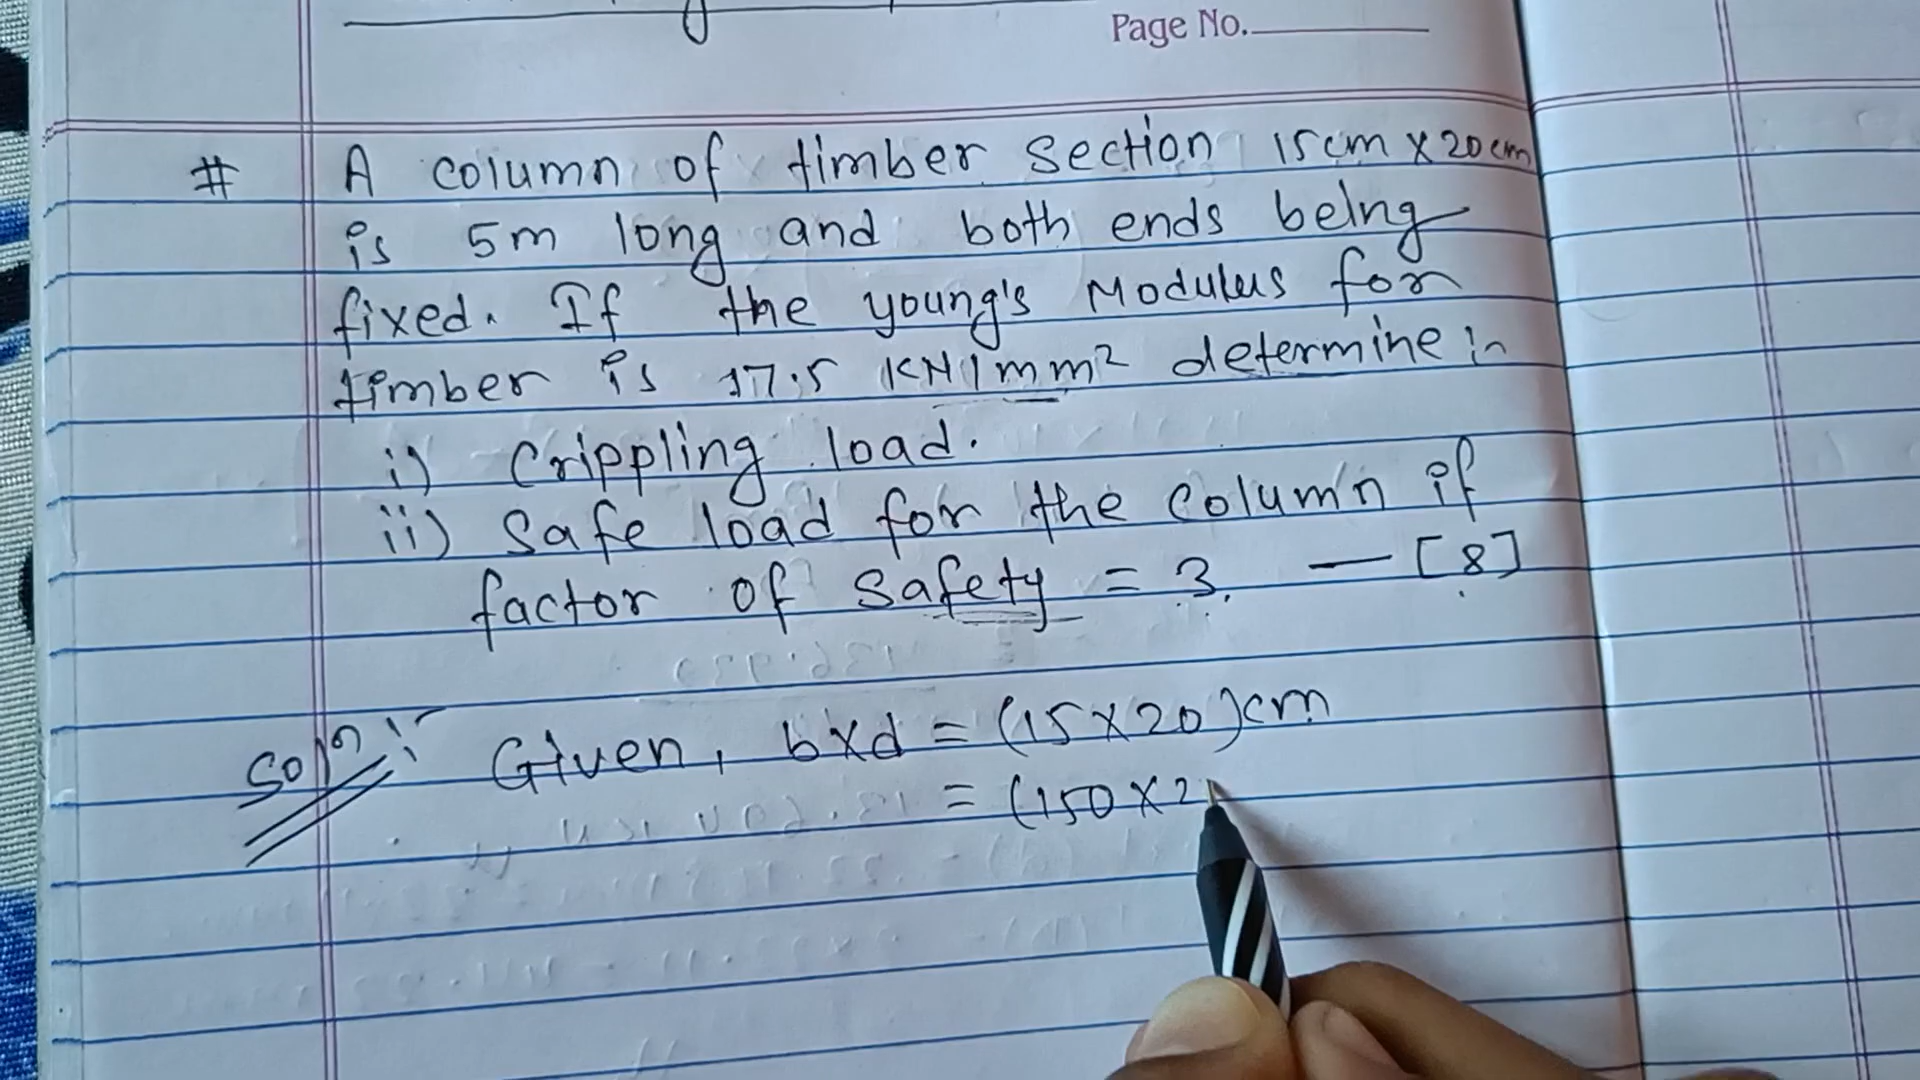 Page No.
# A column of timber section 15cm x 20cm
is 5m long and both ends being
fixed. If the young's Modulus for
timber is 17.5 KN/mm² determine:-
i) Crippling load.
ii) Safe load for the column if
factor of safety = 3. — [8]
Soln:- Given, bxd = (15x20)cm
= (150x2